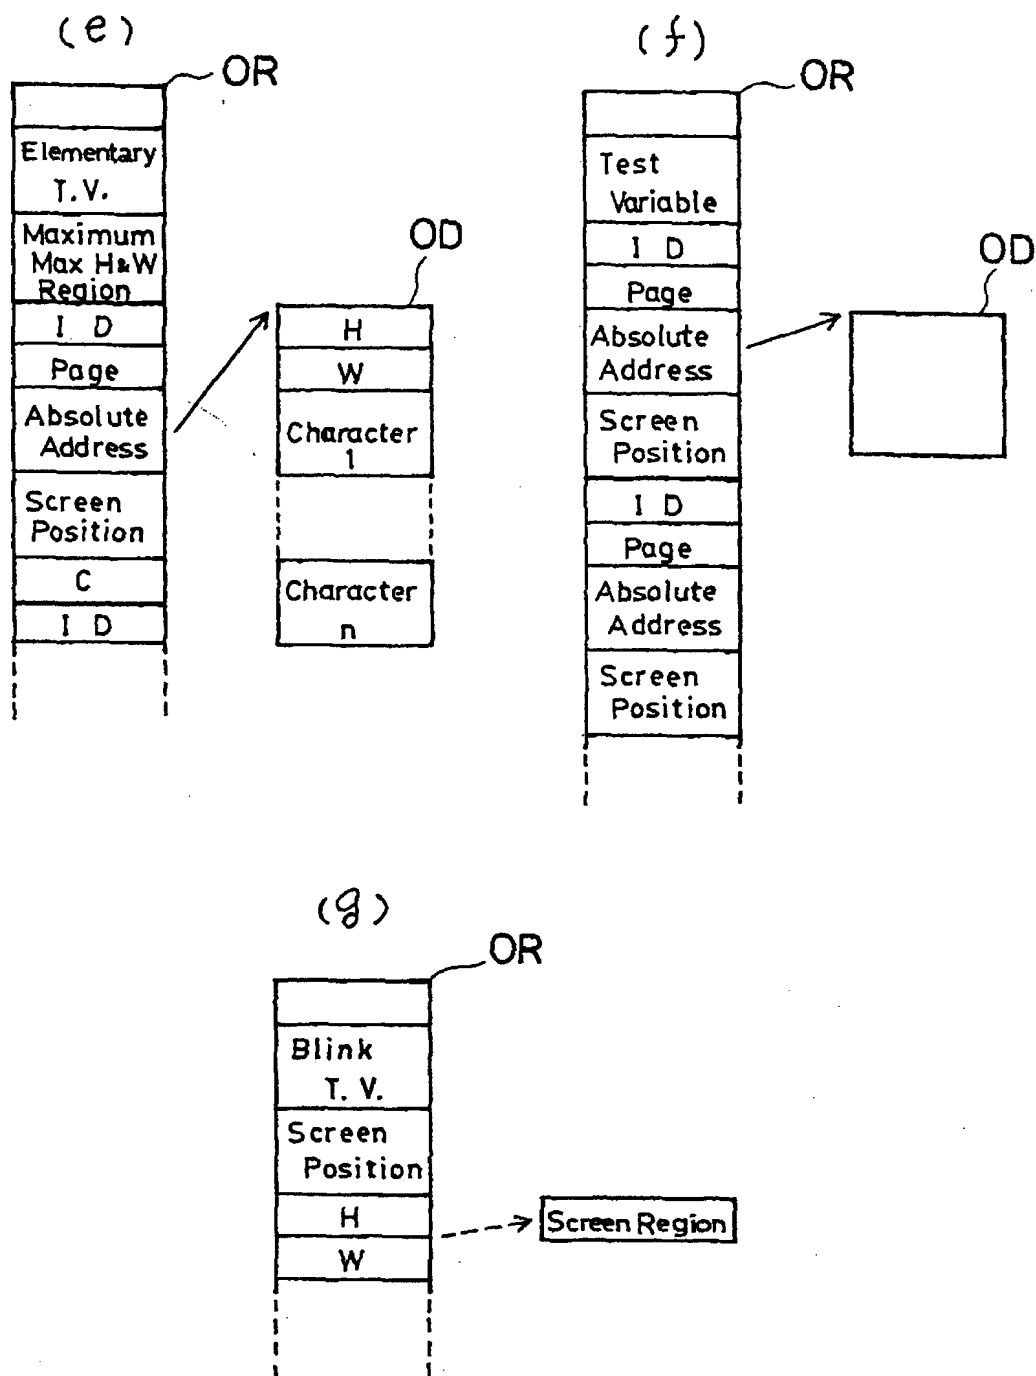 (e)
OR
Elementary
T.V.
Maximum
Max H&W
Region
I D
Page
Absolute
Address
Screen
Position
C
I D
OD
H
W
Character
1
Character
n
(f)
OR
Test
Variable
I D
Page
Absolute
Address
Screen
Position
I D
Page
Absolute
Address
Screen
Position
OD
(g)
OR
Blink
T. V.
Screen
Position
H
W
Screen Region